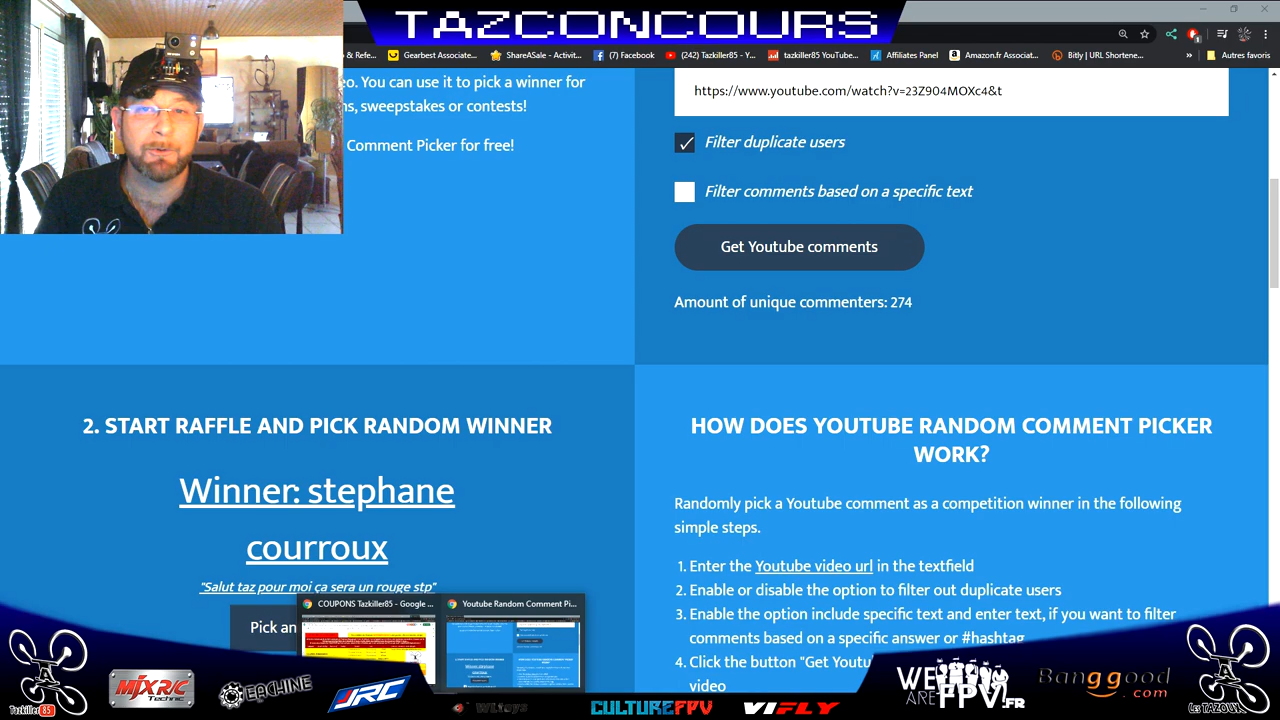 TAZCONCOURS
& Refe...
Gearbest Associate...
ShareASale - Activit...
(7) Facebook
(242) Tazkiller85 - Y...
tazkiller85 YouTube...
Affiliates Panel
Amazon.fr Associat...
Bitly | URL Shortene...
»
Autres favoris
eo. You can use it to pick a winner for
ns, sweepstakes or contests!
Comment Picker for free!
https://www.youtube.com/watch?v=23Z904MOXc4&t
Filter duplicate users
Filter comments based on a specific text
Get Youtube comments
Amount of unique commenters: 274
2. START RAFFLE AND PICK RANDOM WINNER
Winner: stephane
courroux
"Salut taz pour moi ça sera un rouge stp"
Pick an
COUPONS Tazkiller85 - Google ...
Youtube Random Comment Pi...
HOW DOES YOUTUBE RANDOM COMMENT PICKER
WORK?
Randomly pick a Youtube comment as a competition winner in the following
simple steps.
1. Enter the Youtube video url in the textfield
2. Enable or disable the option to filter out duplicate users
3. Enable the option include specific text and enter text, if you want to filter
comments based on a specific answer or #hashtag
4. Click the button "Get Youtu
video
Tazkiller 85
MJXR/C
Technic
EACHINE
JJRC
WLtoys
CULTUREFPV
VIFLY
WE
ARE
FPV.FR
Banggood
.com
Les TAZOUX